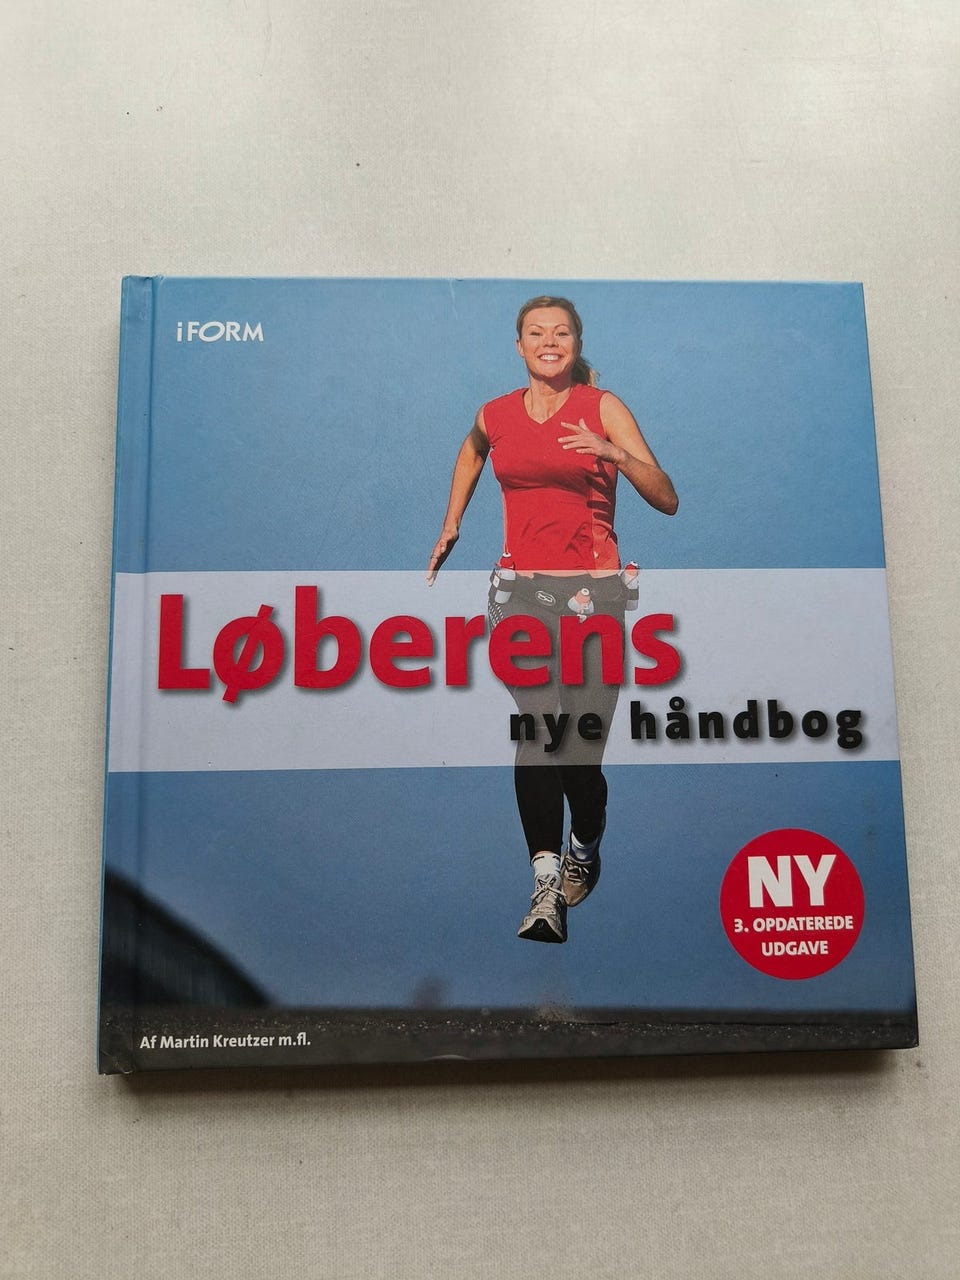 iFORM
Løberens
nye håndbog
NY
3. OPDATEREDE
UDGAVE
Af Martin Kreutzer m.fl.